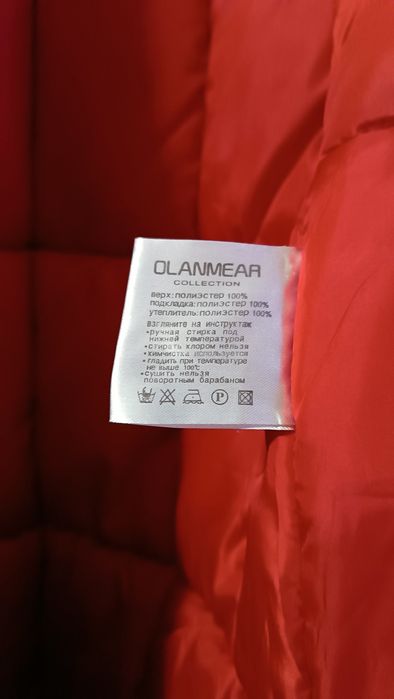 OLANMEAR
COLLECTION
верх:полиэстер 100%
подкладка:полиэстер 100%
утеплитель:полиэстер 100%
Взгляните на инструктаж
•ручная стирка под
нижней температурой
•стирать хлором нельзя
•химчистка используется
•гладить при температуре
не выше 100℃
•сушить нельзя
поворотным барабаном
P